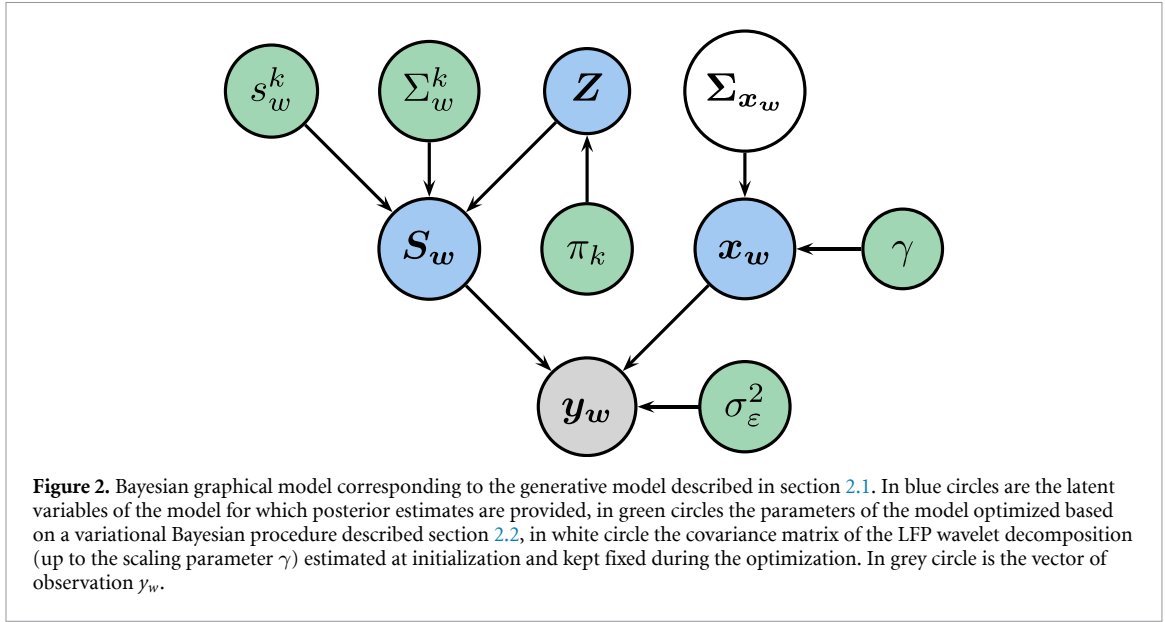 s_w^k Σ_w^k Z Σ_{x_w}
S_w π_k x_w γ
y_w σ_ε^2
Figure 2. Bayesian graphical model corresponding to the generative model described in section 2.1. In blue circles are the latent
variables of the model for which posterior estimates are provided, in green circles the parameters of the model optimized based
on a variational Bayesian procedure described section 2.2, in white circle the covariance matrix of the LFP wavelet decomposition
(up to the scaling parameter γ) estimated at initialization and kept fixed during the optimization. In grey circle is the vector of
observation y_w.